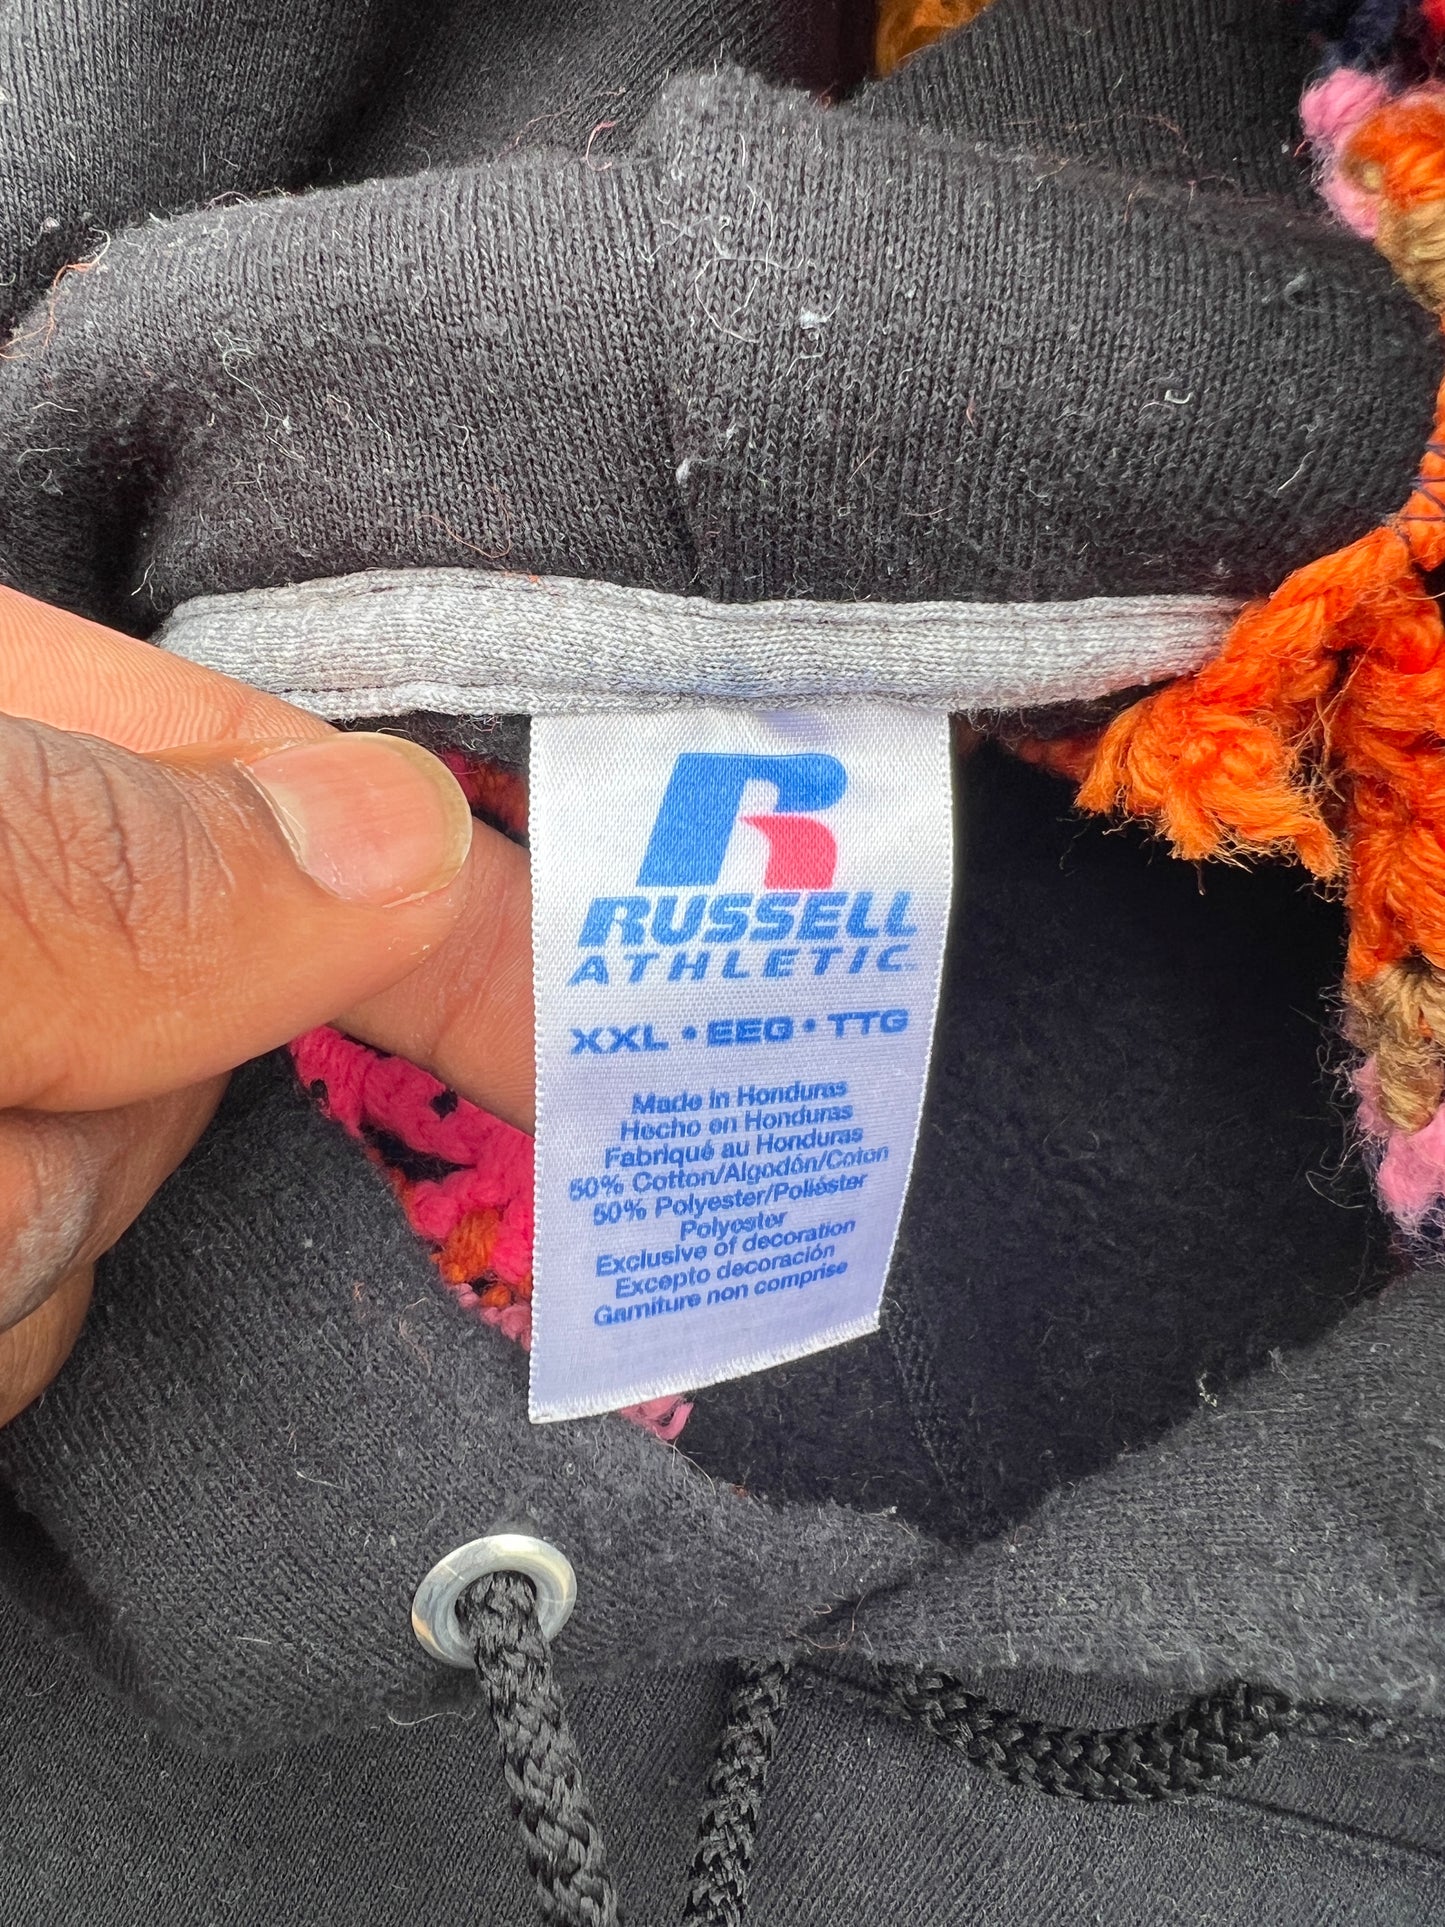 R
RUSSELL
ATHLETIC
XXL • EEG • TTG
Made in Honduras
Hecho en Honduras
Fabriqué au Honduras
50% Cotton/Algodón/Coton
50% Polyester/Poliéster
Polyester
Exclusive of decoration
Excepto decoración
Garniture non comprise